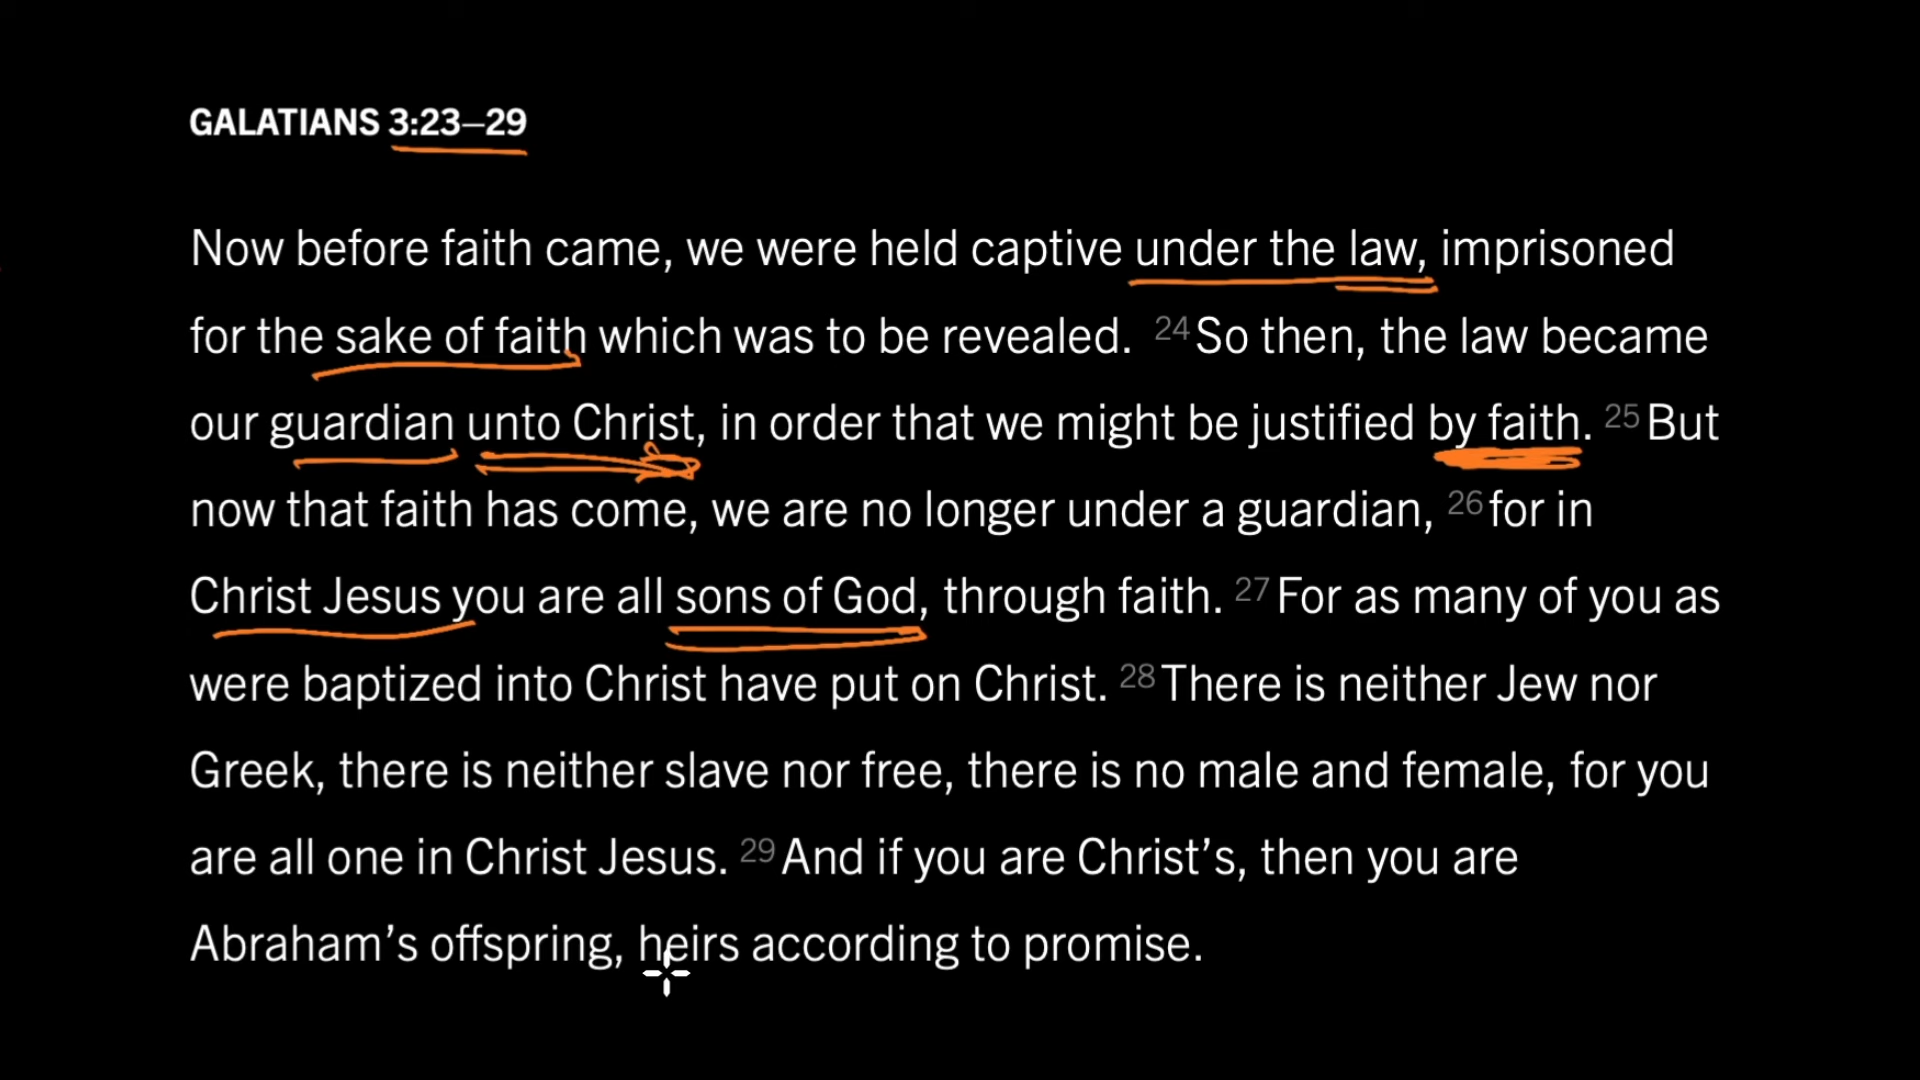 GALATIANS 3:23–29
Now before faith came, we were held captive under the law, imprisoned
for the sake of faith which was to be revealed. 24 So then, the law became
our guardian unto Christ, in order that we might be justified by faith. 25 But
now that faith has come, we are no longer under a guardian, 26 for in
Christ Jesus you are all sons of God, through faith. 27 For as many of you as
were baptized into Christ have put on Christ. 28 There is neither Jew nor
Greek, there is neither slave nor free, there is no male and female, for you
are all one in Christ Jesus. 29 And if you are Christ’s, then you are
Abraham’s offspring, heirs according to promise.